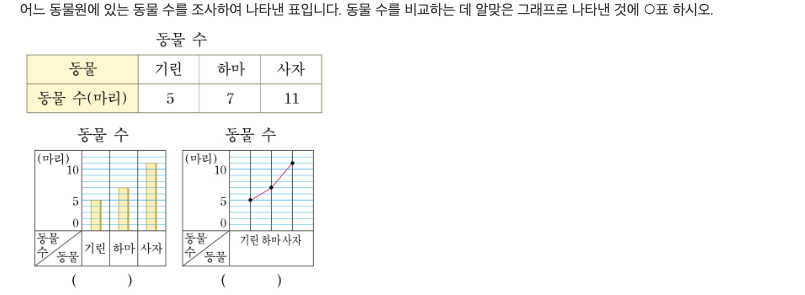 어느 동물원에 있는 동물 수를 조사하여 나타낸 표입니다. 동물 수를 비교하는 데 알맞은 그래프로 나타낸 것에 ○표 하시오.
동물 수
동물 기린 하마 사자
동물 수(마리) 5 7 11
동물 수
(마리)
10
5
0
동물 수 동물 기린 하마 사자
( )
동물 수
(마리)
10
5
0
동물 수 동물 기린 하마 사자
( )